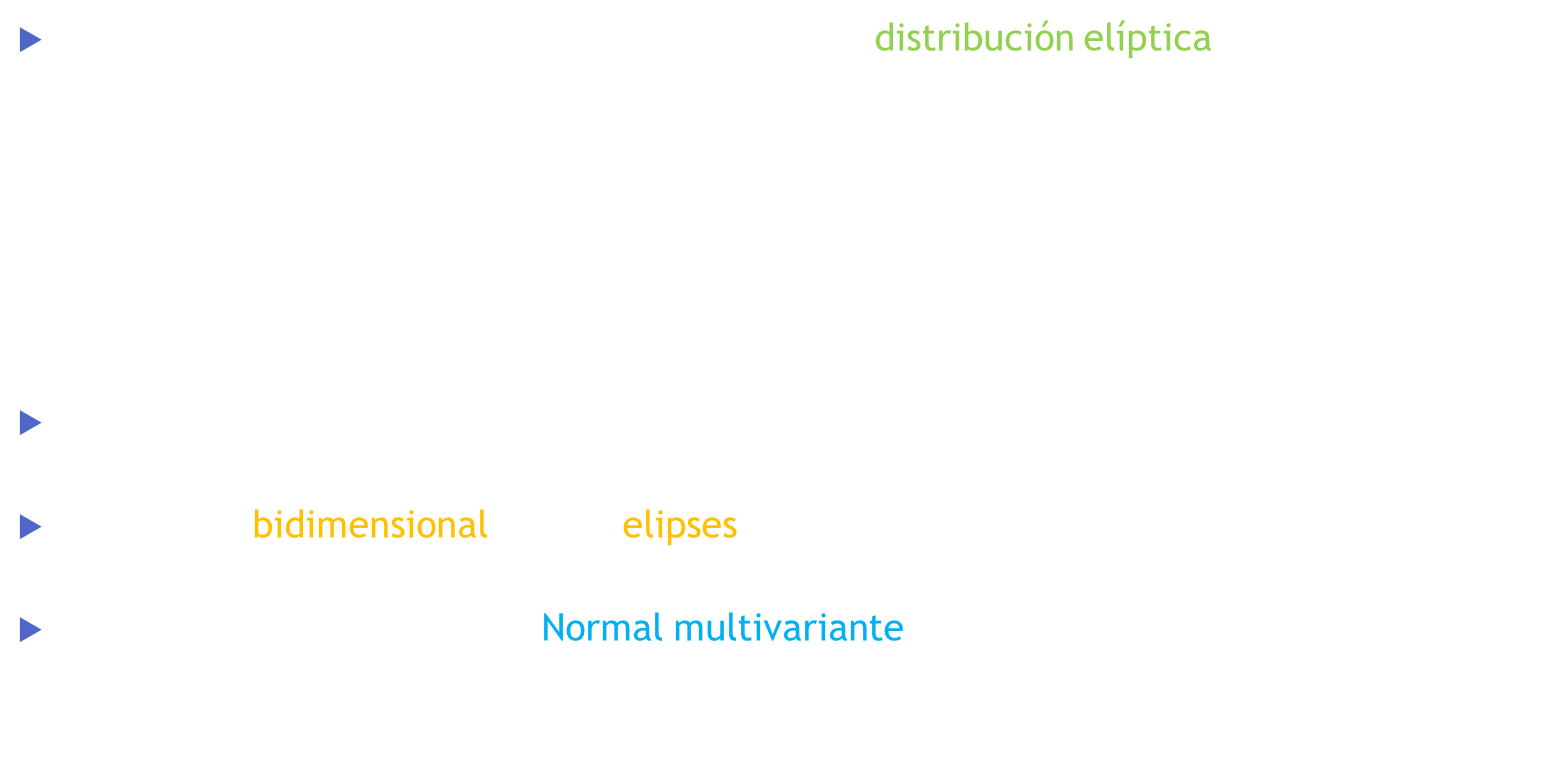 distribución elíptica
bidimensional elipses
Normal multivariante